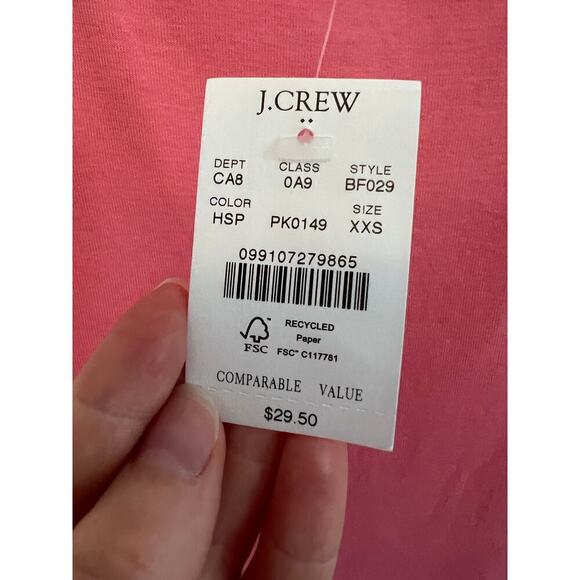 J.CREW
DEPT CLASS STYLE
CA8 0A9 BF029
COLOR SIZE
HSP PK0149 XXS
099107279865
RECYCLED
Paper
FSC™ C117781
FSC
COMPARABLE VALUE
$29.50